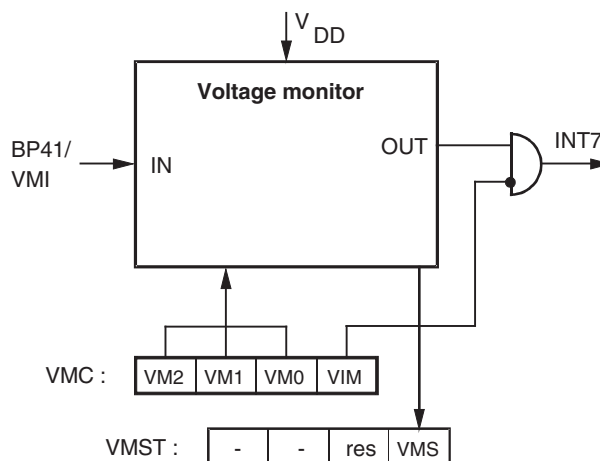 V DD
Voltage monitor
BP41/
VMI
IN
OUT
INT7
VMC :
VM2 VM1 VM0 VIM
VMST :
- - res VMS